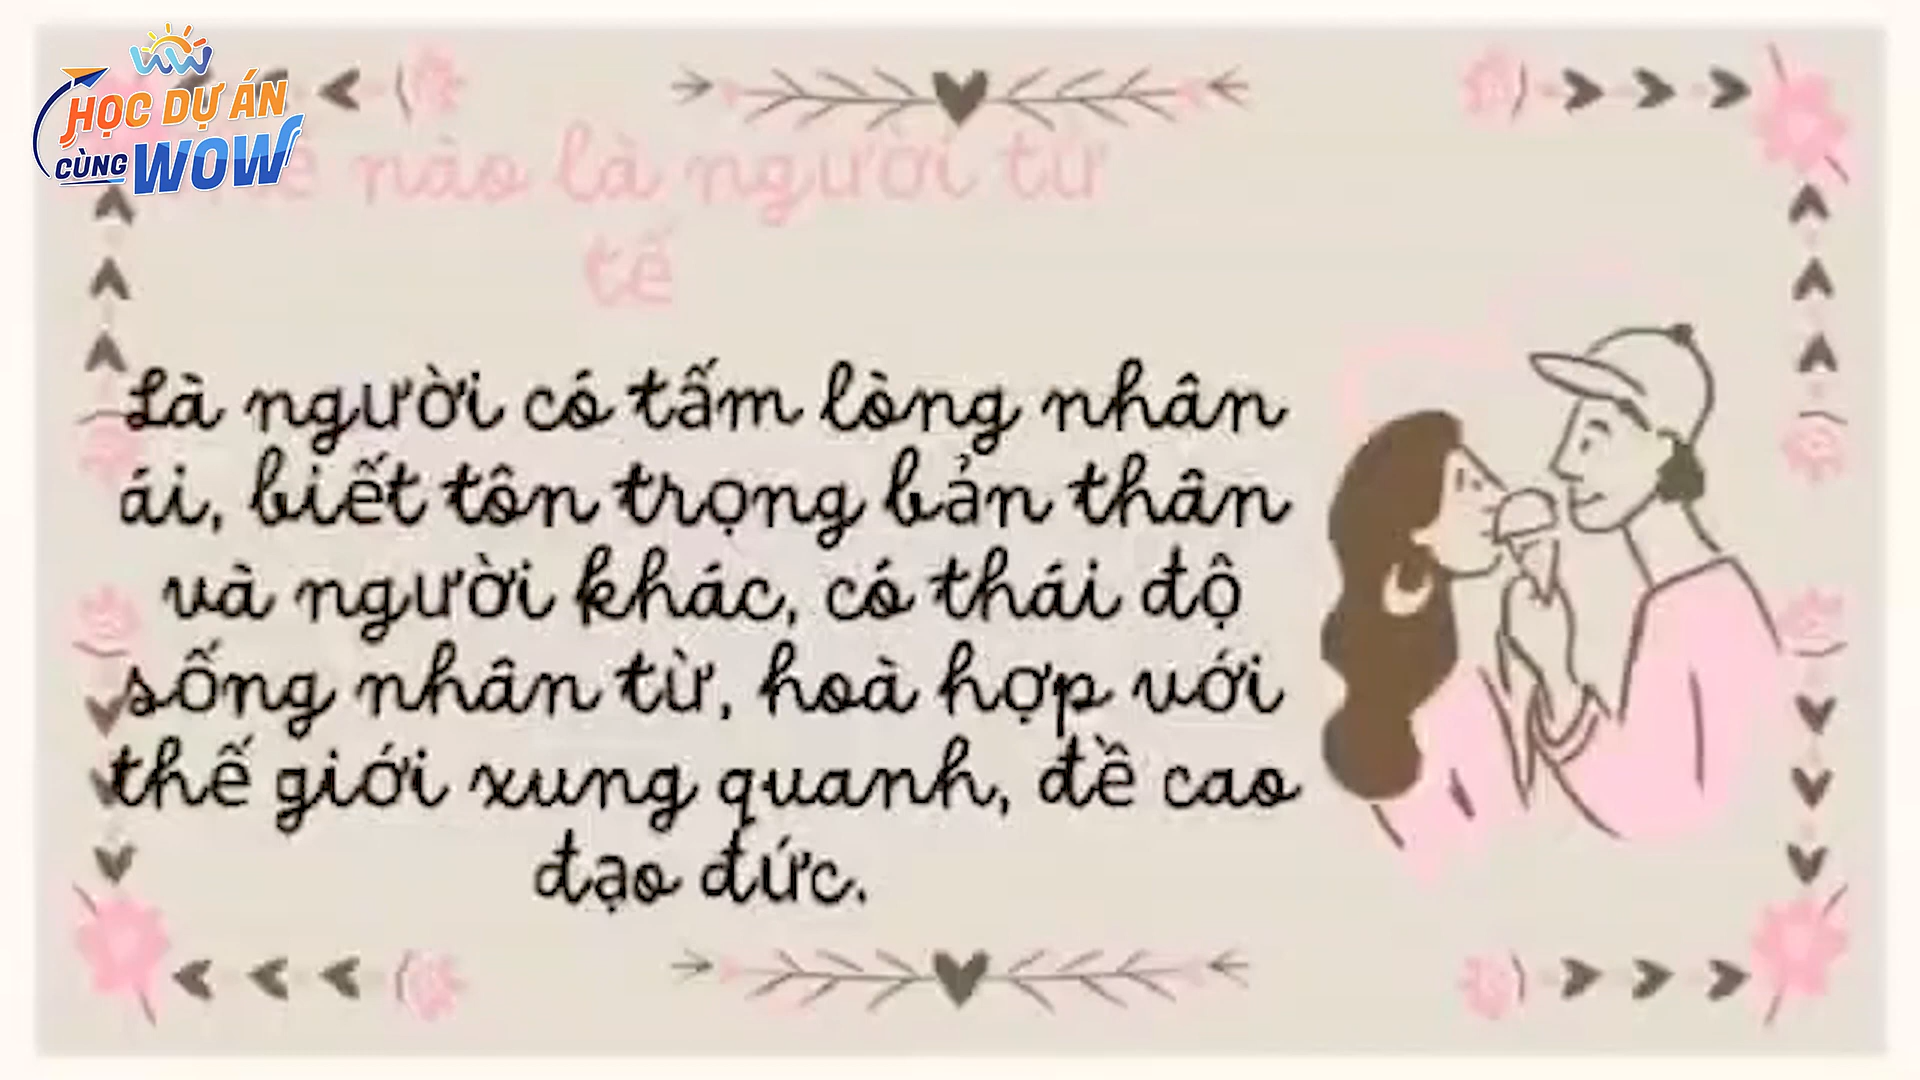 HỌC DỰ ÁN
CÙNG WOW
nào là người tử
tế
Là người có tấm lòng nhân
ái, biết tôn trọng bản thân
và người khác, có thái độ
sống nhân từ, hoà hợp với
thế giới xung quanh, đề cao
đạo đức.